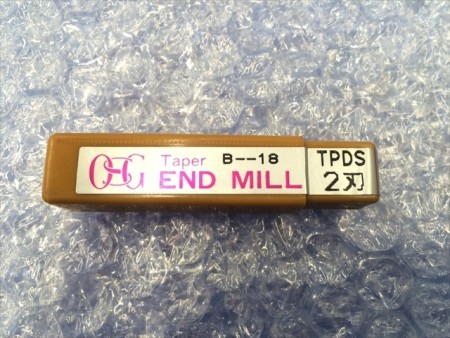 OSG Taper B--18
END MILL
TPDS
2刃